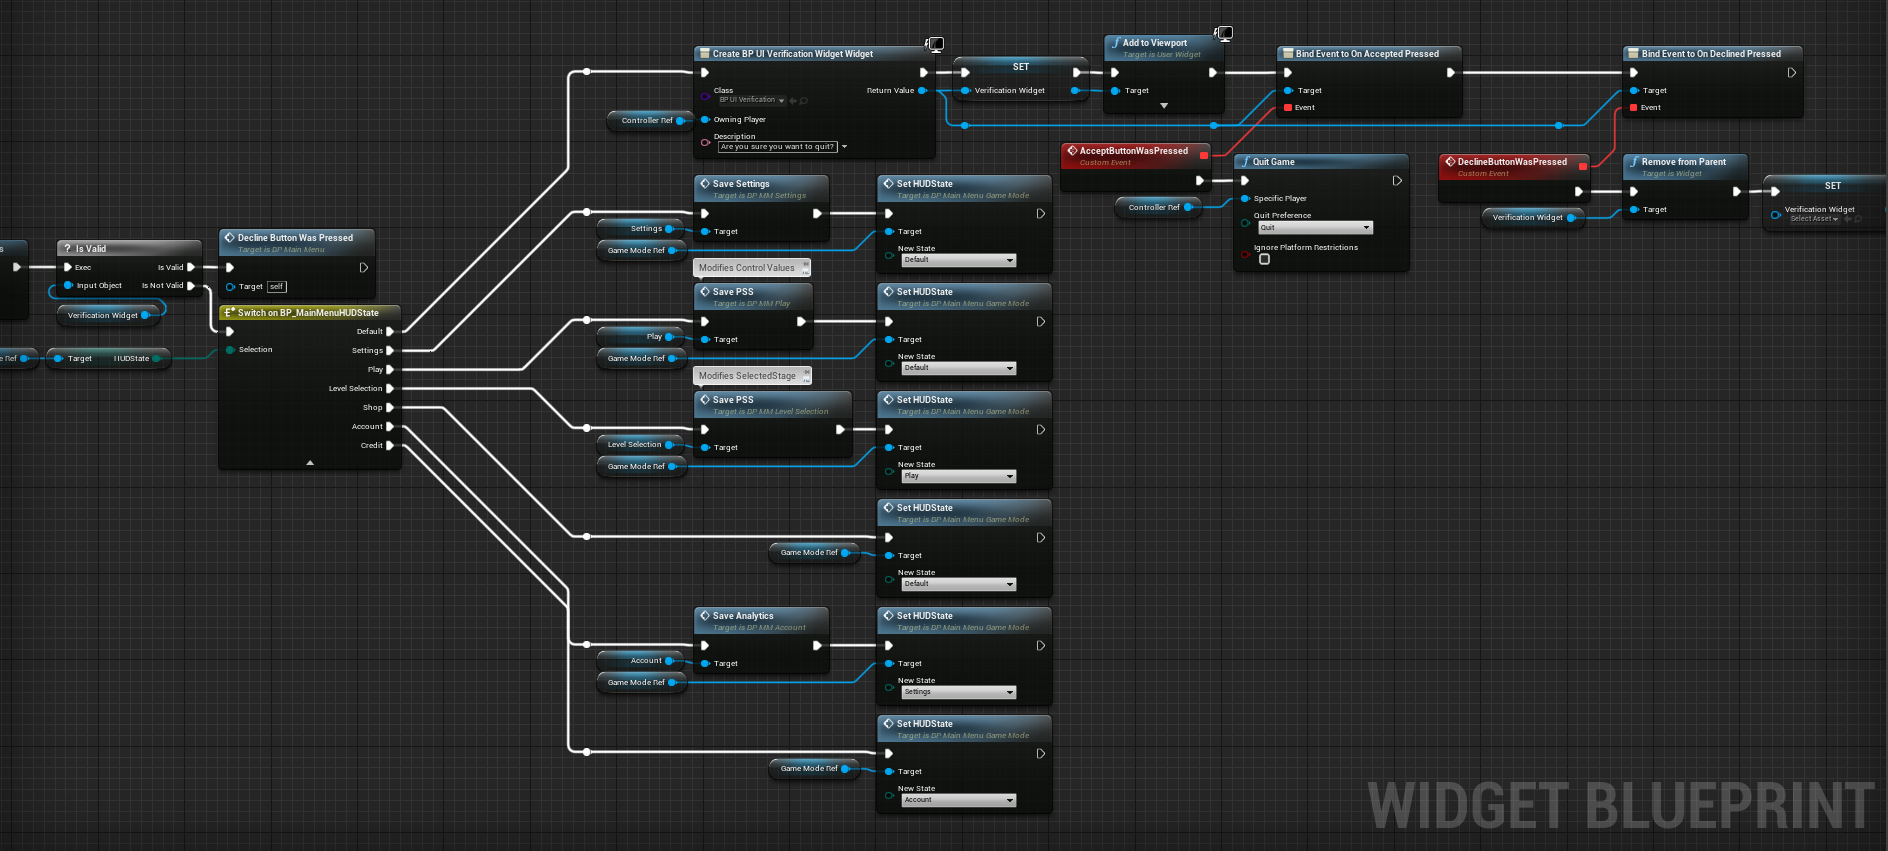 Create BP UI Verification Widget Widget
Class
BP UI Verification
Return Value
Owning Player
Description
Are you sure you want to quit?
Controller Ref
SET
Verification Widget
Add to Viewport
Target is User Widget
Target
Bind Event to On Accepted Pressed
Target
Event
Bind Event to On Declined Pressed
Target
Event
AcceptButtonWasPressed
Custom Event
Controller Ref
Quit Game
Specific Player
Quit Preference
Quit
Ignore Platform Restrictions
DeclineButtonWasPressed
Custom Event
Verification Widget
Remove from Parent
Target is Widget
Target
SET
Verification Widget
Select Asset
s
Is Valid
Exec
Is Valid
Input Object
Is Not Valid
Verification Widget
Decline Button Was Pressed
Target is BP Main Menu
Target
self
e Ref
Target
HUDState
Switch on BP_MainMenuHUDState
Selection
Default
Settings
Play
Level Selection
Shop
Account
Credit
Settings
Game Mode Ref
Save Settings
Target is BP MM Settings
Target
Set HUDState
Target is BP Main Menu Game Mode
Target
New State
Default
Modifies Control Values
Play
Game Mode Ref
Save PSS
Target is BP MM Play
Target
Set HUDState
Target is BP Main Menu Game Mode
Target
New State
Default
Modifies SelectedStage
Level Selection
Game Mode Ref
Save PSS
Target is BP MM Level Selection
Target
Set HUDState
Target is BP Main Menu Game Mode
Target
New State
Play
Game Mode Ref
Set HUDState
Target is BP Main Menu Game Mode
Target
New State
Default
Account
Game Mode Ref
Save Analytics
Target is BP MM Account
Target
Set HUDState
Target is BP Main Menu Game Mode
Target
New State
Settings
Game Mode Ref
Set HUDState
Target is BP Main Menu Game Mode
Target
New State
Account
WIDGET BLUEPRINT